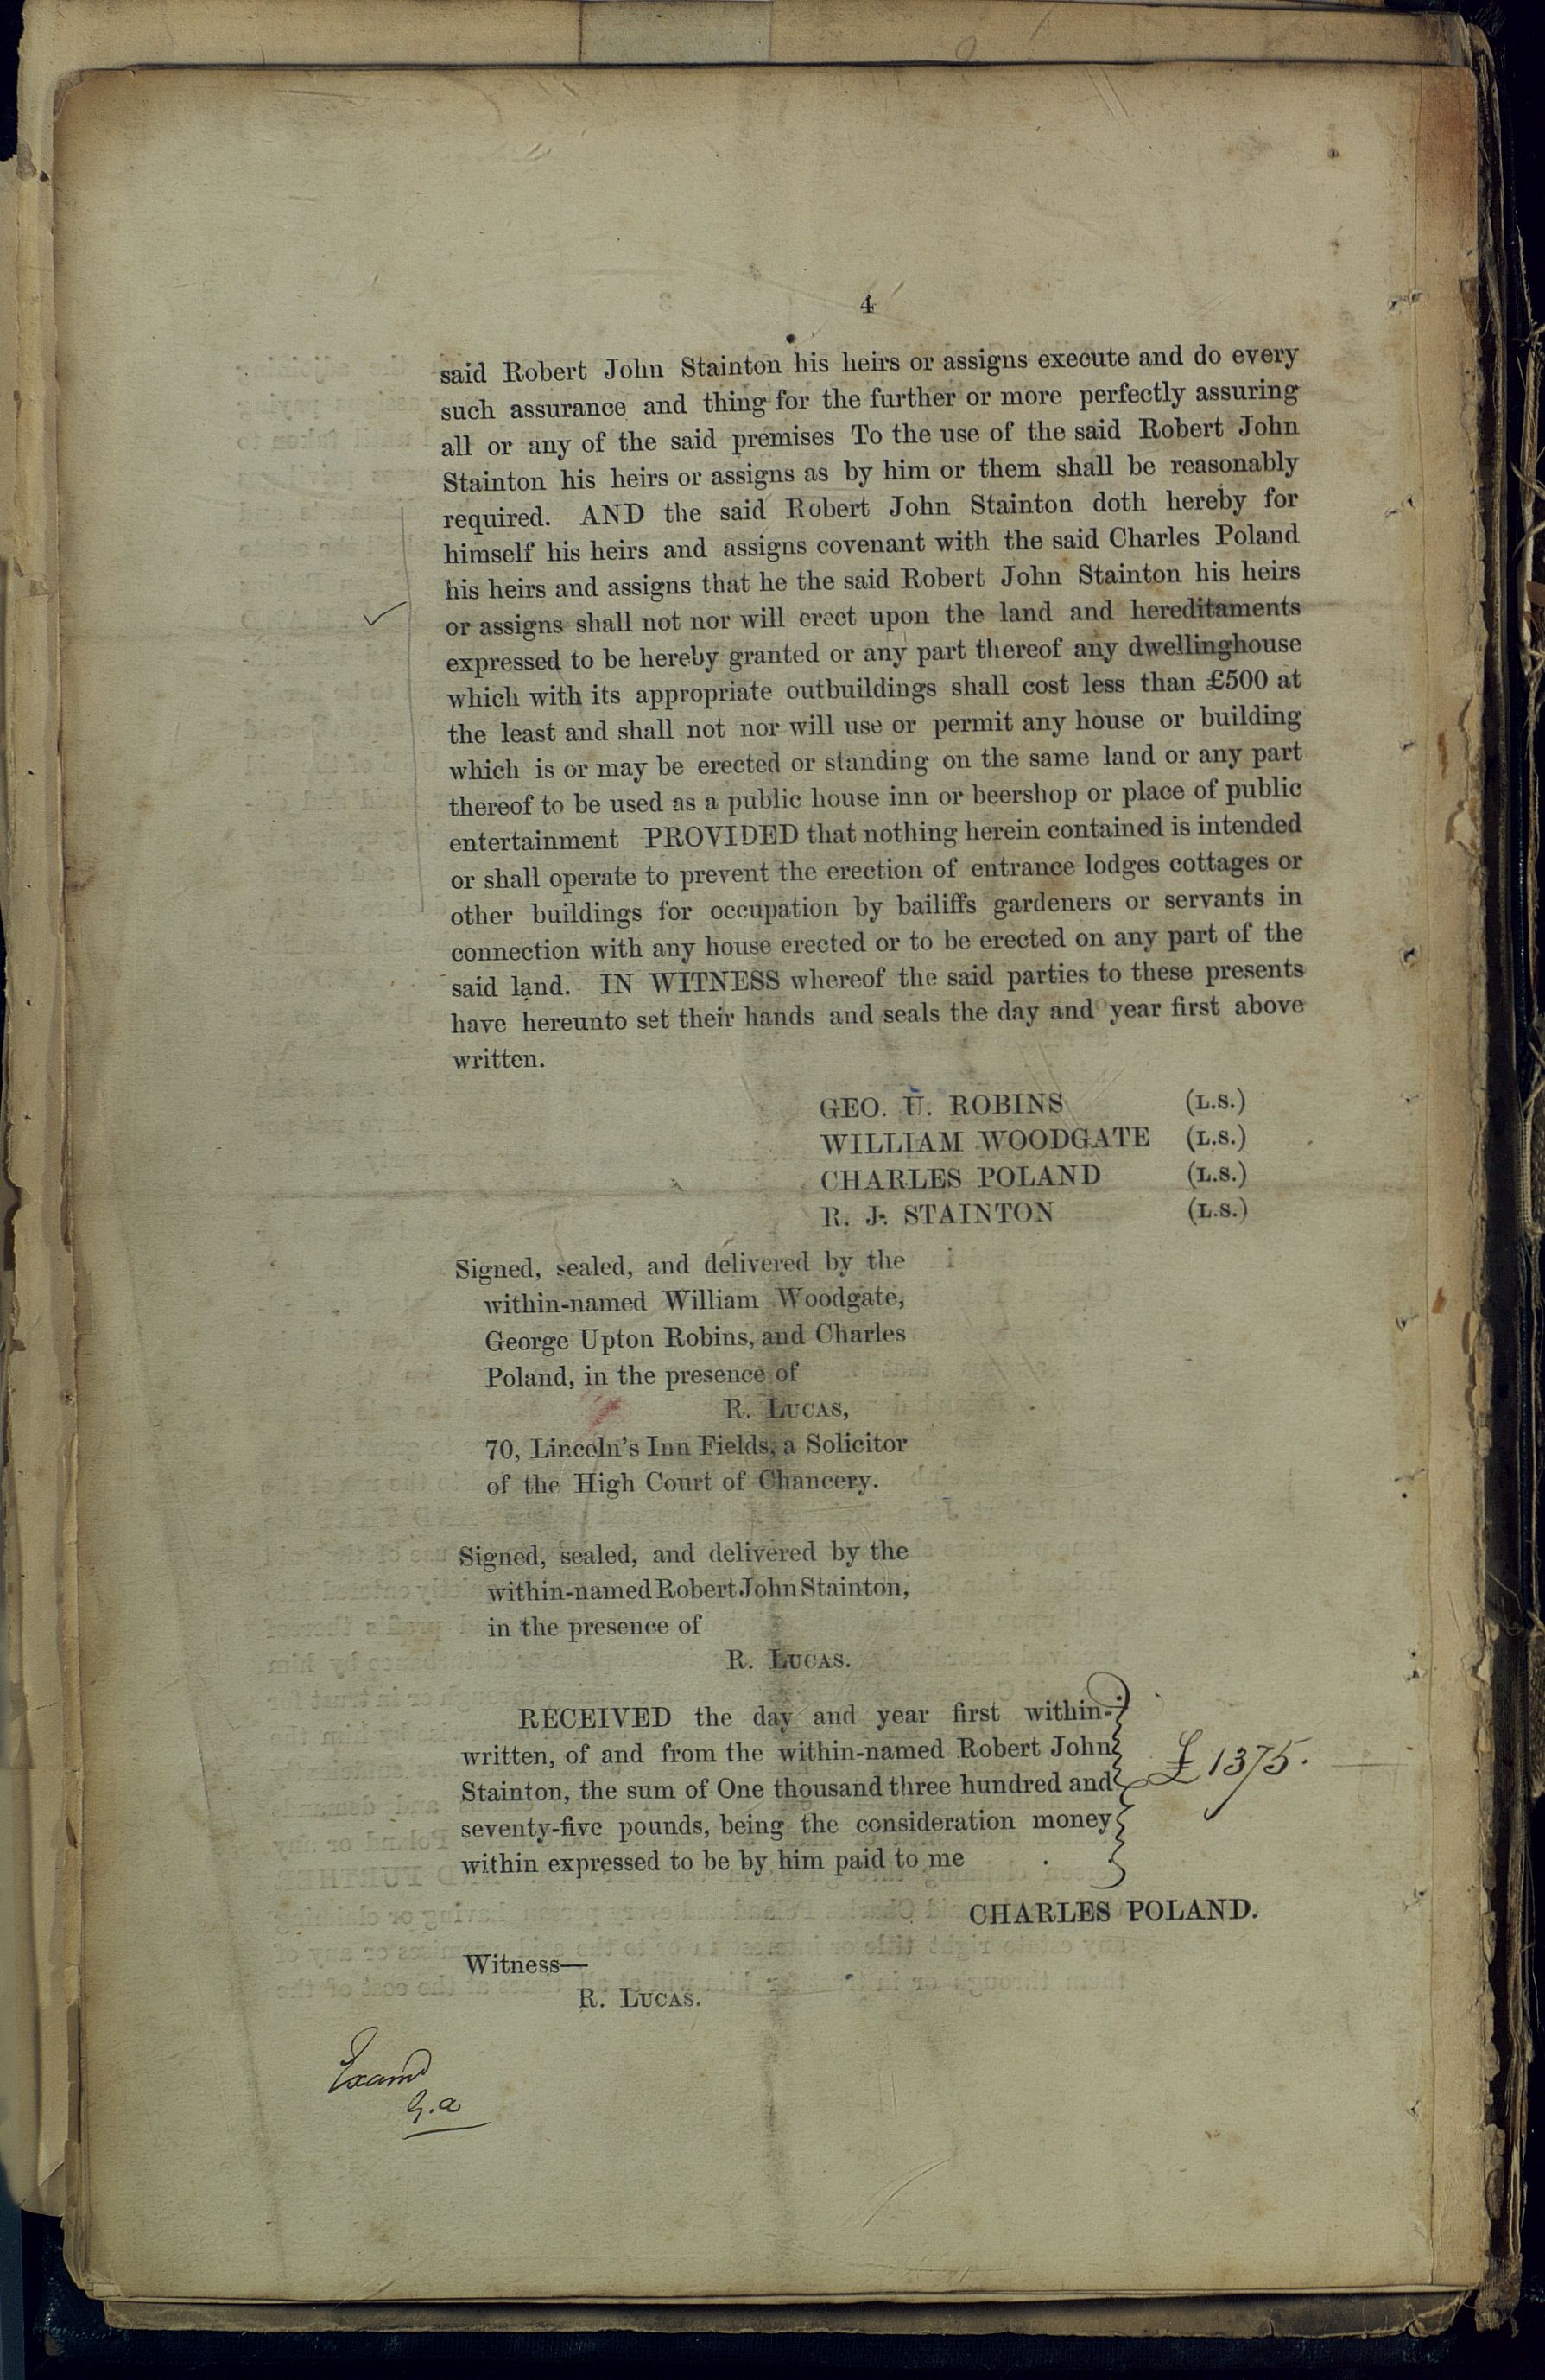 4
said Robert John Stainton his heirs or assigns execute and do every
such assurance and thing for the further or more perfectly assuring
all or any of the said premises To the use of the said Robert John
Stainton his heirs or assigns as by him or them shall be reasonably
required. AND the said Robert John Stainton doth hereby for
himself his heirs and assigns covenant with the said Charles Poland
his heirs and assigns that he the said Robert John Stainton his heirs
or assigns shall not nor will erect upon the land and hereditaments
expressed to be hereby granted or any part thereof any dwellinghouse
which with its appropriate outbuildings shall cost less than £500 at
the least and shall not nor will use or permit any house or building
which is or may be erected or standing on the same land or any part
thereof to be used as a public house inn or beershop or place of public
entertainment PROVIDED that nothing herein contained is intended
or shall operate to prevent the erection of entrance lodges cottages or
other buildings for occupation by bailiffs gardeners or servants in
connection with any house erected or to be erected on any part of the
said land. IN WITNESS whereof the said parties to these presents
have hereunto set their hands and seals the day and year first above
written.
GEO. U. ROBINS (L.S.)
WILLIAM WOODGATE (L.S.)
CHARLES POLAND (L.S.)
R. J. STAINTON (L.S.)
Signed, sealed, and delivered by the
within-named William Woodgate,
George Upton Robins, and Charles
Poland, in the presence of
R. LUCAS,
70, Lincoln's Inn Fields, a Solicitor
of the High Court of Chancery.
Signed, sealed, and delivered by the
within-named Robert John Stainton,
in the presence of
R. LUCAS.
RECEIVED the day and year first within-
written, of and from the within-named Robert John
Stainton, the sum of One thousand three hundred and
seventy-five pounds, being the consideration money
within expressed to be by him paid to me .
£1375.
CHARLES POLAND.
Witness—
R. LUCAS.
Examd